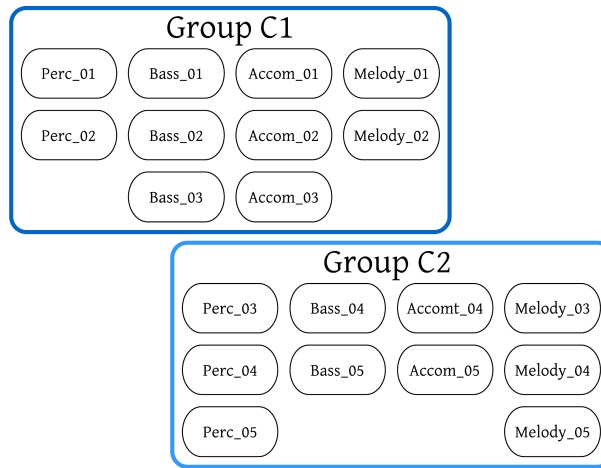 Group C1
Perc_01 Bass_01 Accom_01 Melody_01
Perc_02 Bass_02 Accom_02 Melody_02
Bass_03 Accom_03
Group C2
Perc_03 Bass_04 Accomt_04 Melody_03
Perc_04 Bass_05 Accom_05 Melody_04
Perc_05 Melody_05